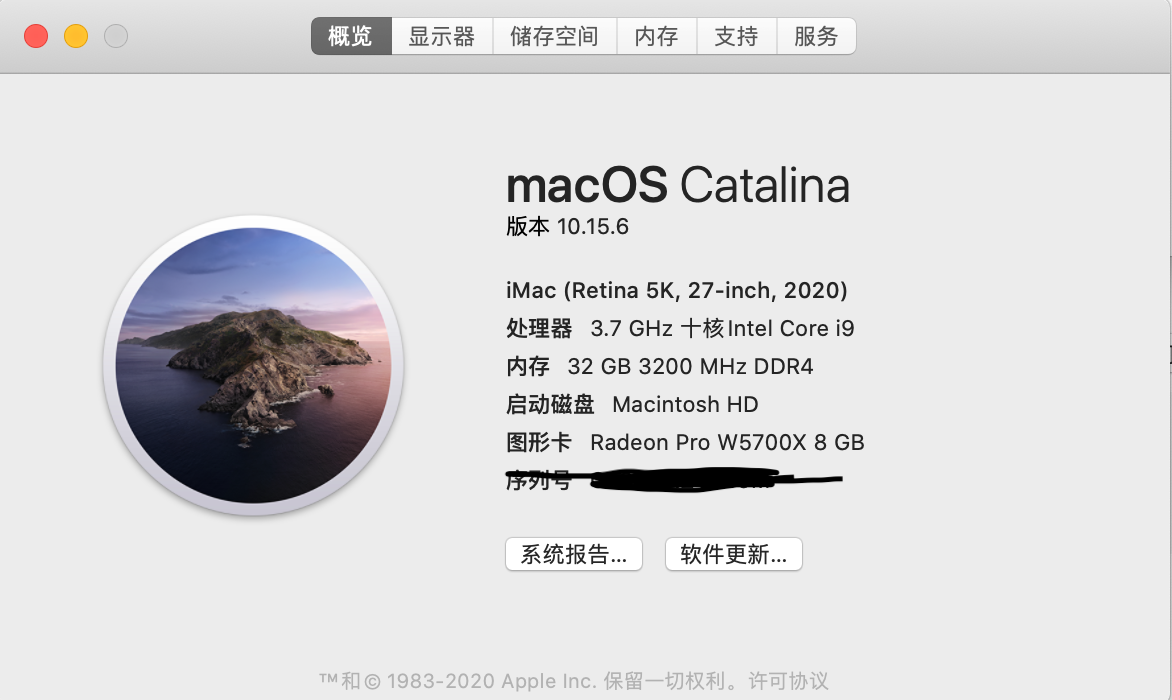 概览 显示器 储存空间 内存 支持 服务
macOS Catalina
版本 10.15.6
iMac (Retina 5K, 27-inch, 2020)
处理器 3.7 GHz 十核Intel Core i9
内存 32 GB 3200 MHz DDR4
启动磁盘 Macintosh HD
图形卡 Radeon Pro W5700X 8 GB
序列号
系统报告... 软件更新...
™和© 1983-2020 Apple Inc. 保留一切权利。许可协议